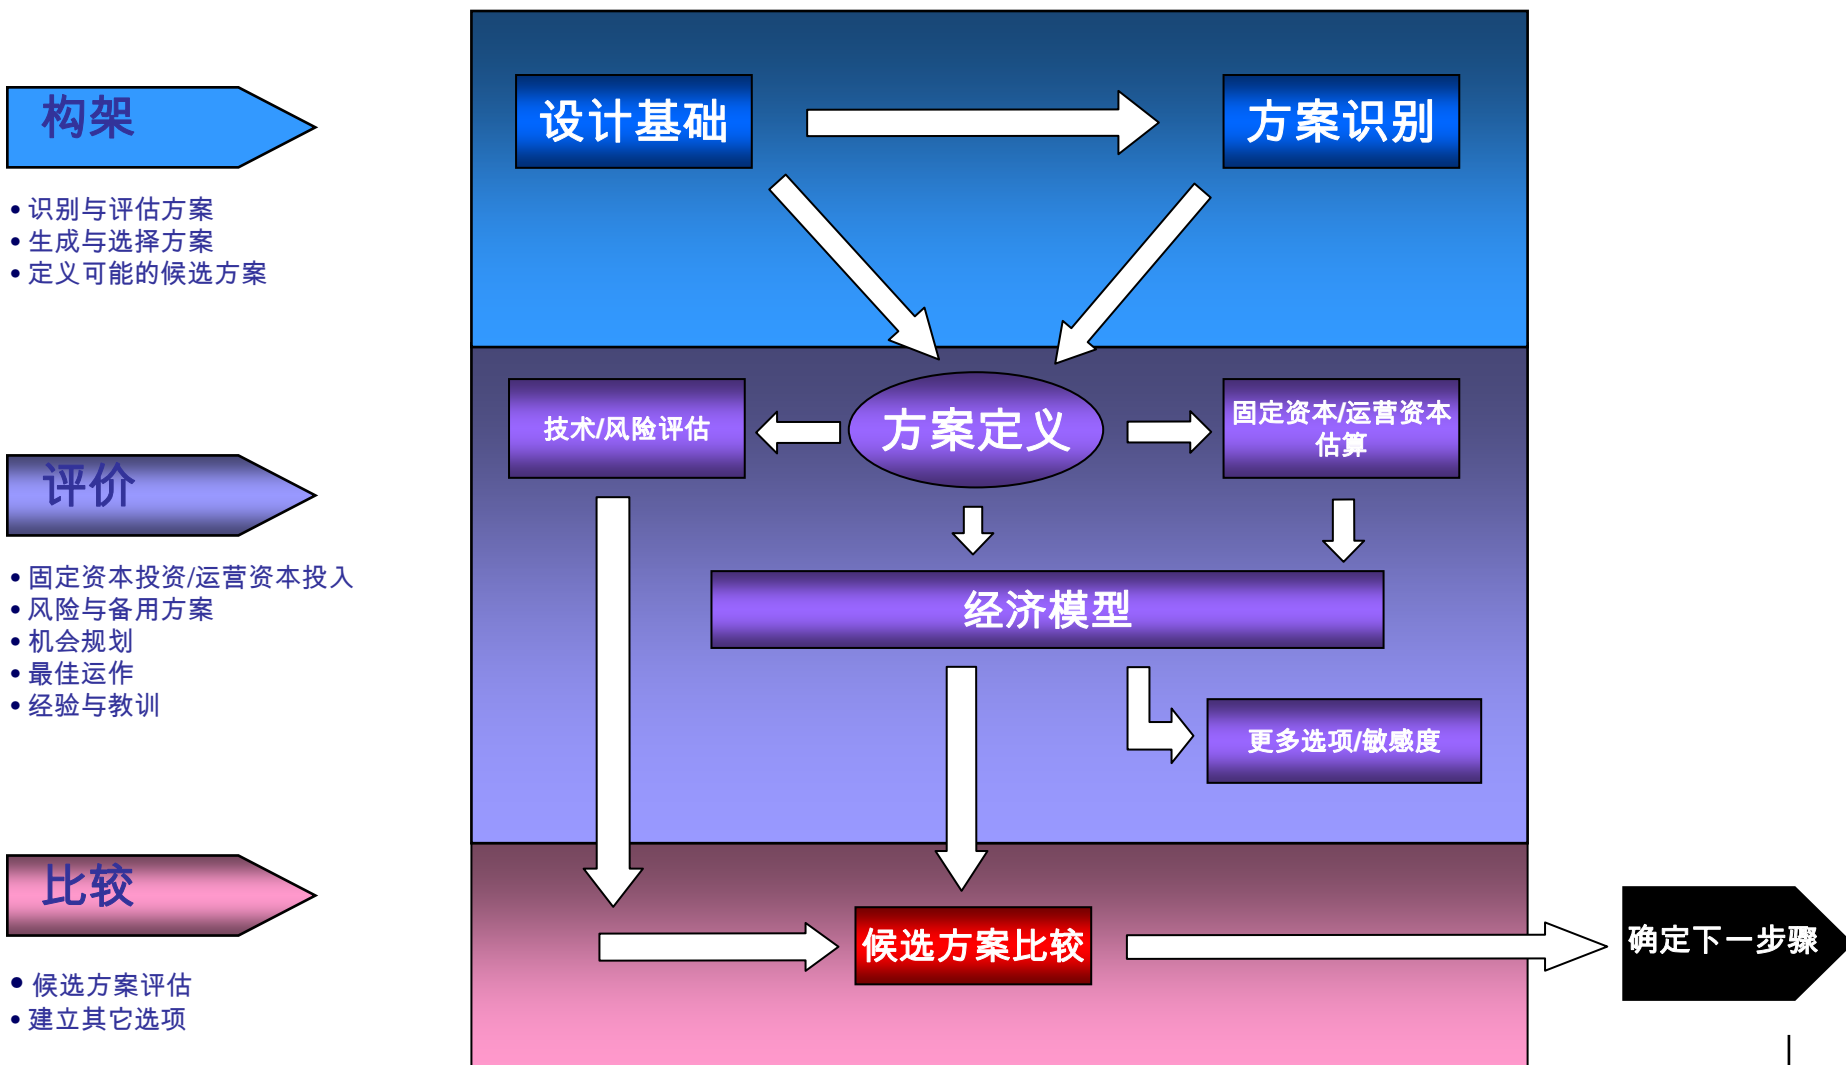 构架
• 识别与评估方案
• 生成与选择方案
• 定义可能的候选方案
设计基础
方案识别
评价
• 固定资本投资/运营资本投入
• 风险与备用方案
• 机会规划
• 最佳运作
• 经验与教训
技术/风险评估
方案定义
固定资本/运营资本
估算
经济模型
更多选项/敏感度
比较
• 候选方案评估
• 建立其它选项
候选方案比较
确定下一步骤